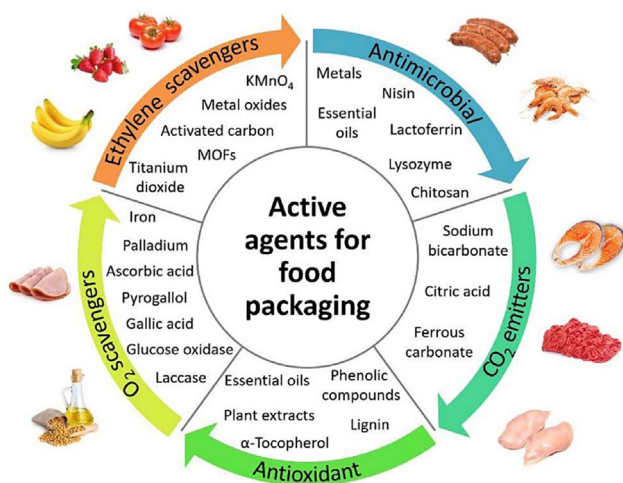 Active
agents for
food
packaging
Ethylene scavengers
KMnO₄
Metal oxides
Activated carbon
MOFs
Titanium
dioxide
Antimicrobial
Metals
Nisin
Essential
oils
Lactoferrin
Lysozyme
Chitosan
CO₂ emitters
Sodium
bicarbonate
Citric acid
Ferrous
carbonate
Antioxidant
Essential oils
Phenolic
compounds
Plant extracts
Lignin
α-Tocopherol
O₂ scavengers
Iron
Palladium
Ascorbic acid
Pyrogallol
Gallic acid
Glucose oxidase
Laccase